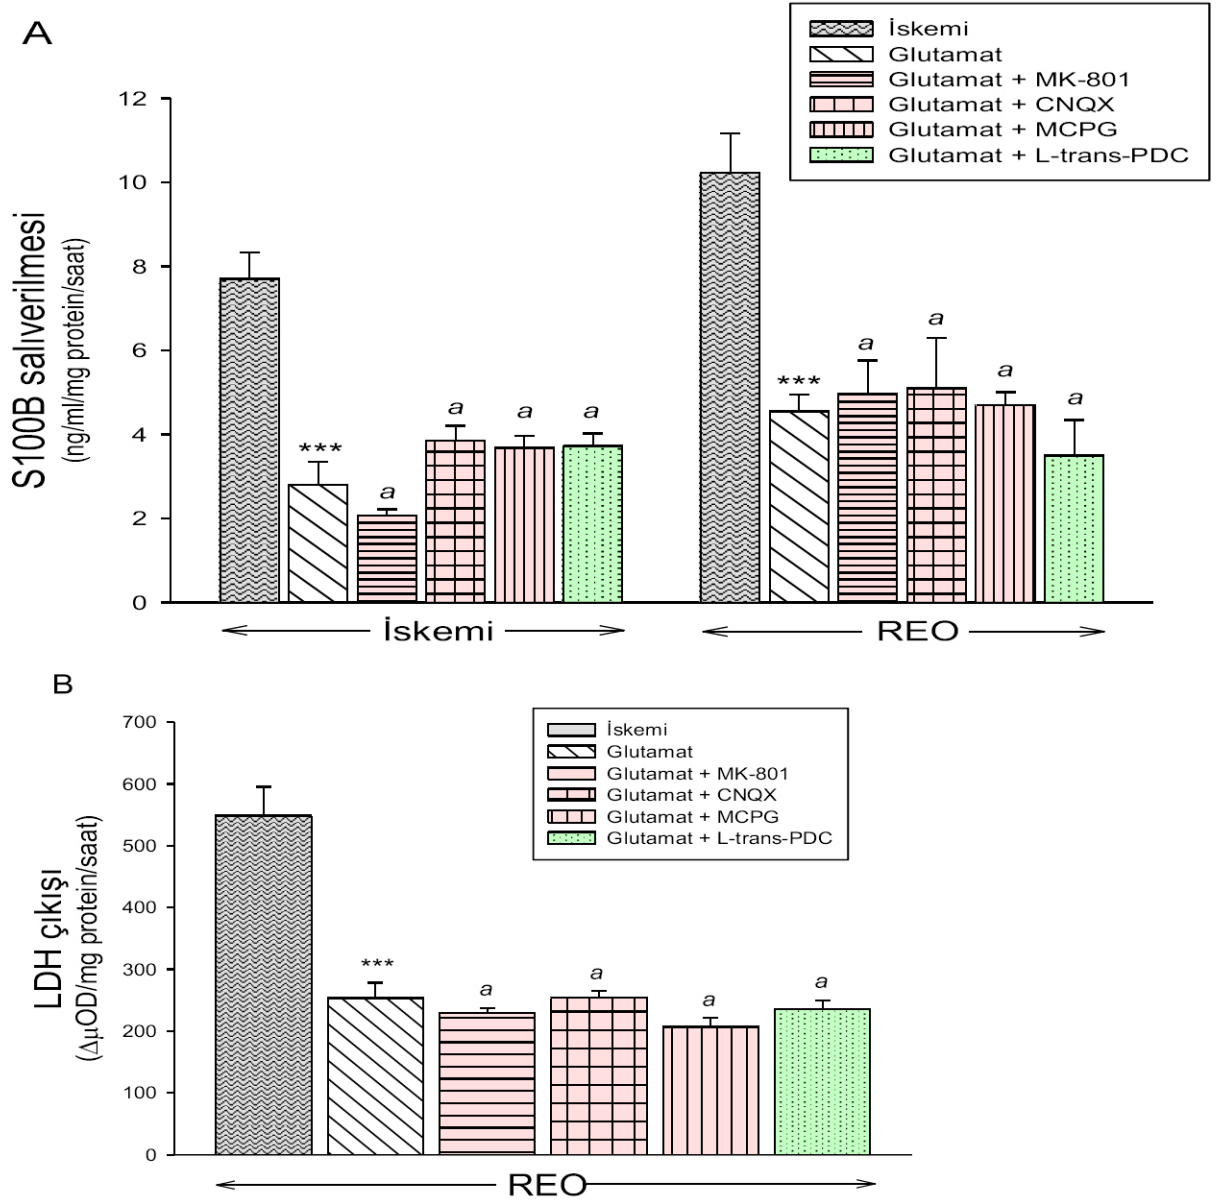 A
İskemi
Glutamat
Glutamat + MK-801
Glutamat + CNQX
Glutamat + MCPG
Glutamat + L-trans-PDC
S100B salıverilmesi
(ng/ml/mg protein/saat)
12
10
8
6
4
2
0
***
a
a
a
a
***
a
a
a
a
İskemi
REO
B
İskemi
Glutamat
Glutamat + MK-801
Glutamat + CNQX
Glutamat + MCPG
Glutamat + L-trans-PDC
LDH çıkışı
(ΔµOD/mg protein/saat)
700
600
500
400
300
200
100
0
***
a
a
a
a
REO